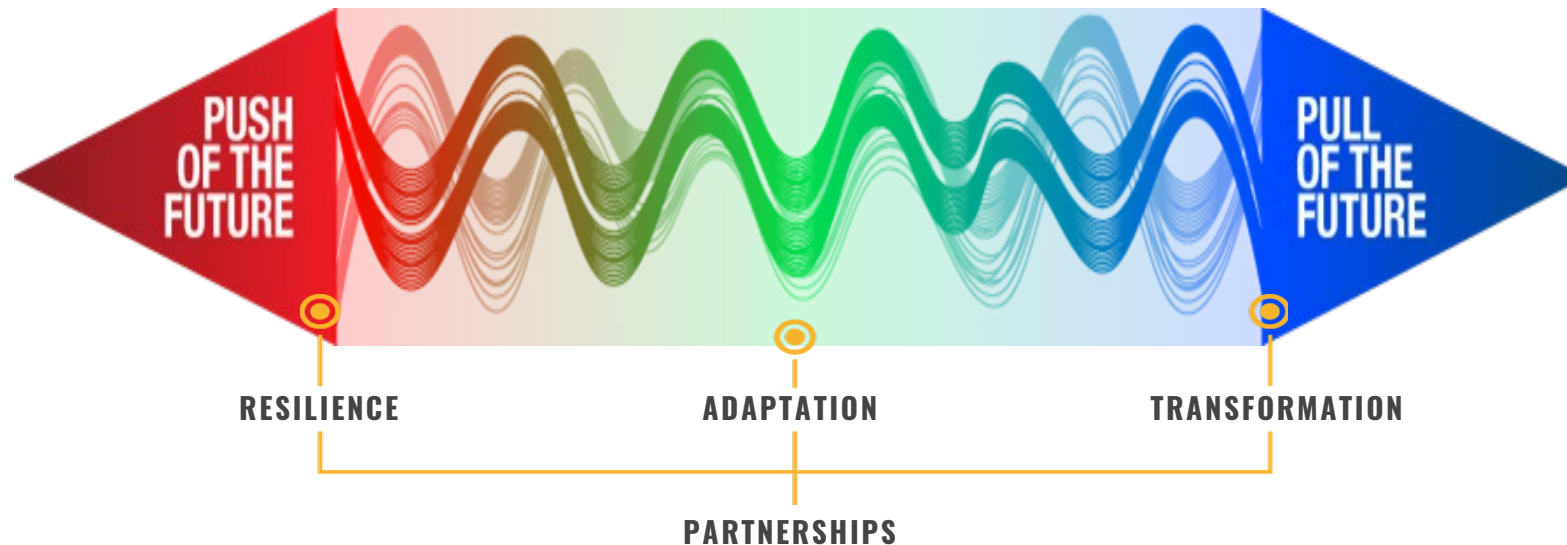 PUSH
OF THE
FUTURE
PULL
OF THE
FUTURE
RESILIENCE
ADAPTATION
TRANSFORMATION
PARTNERSHIPS